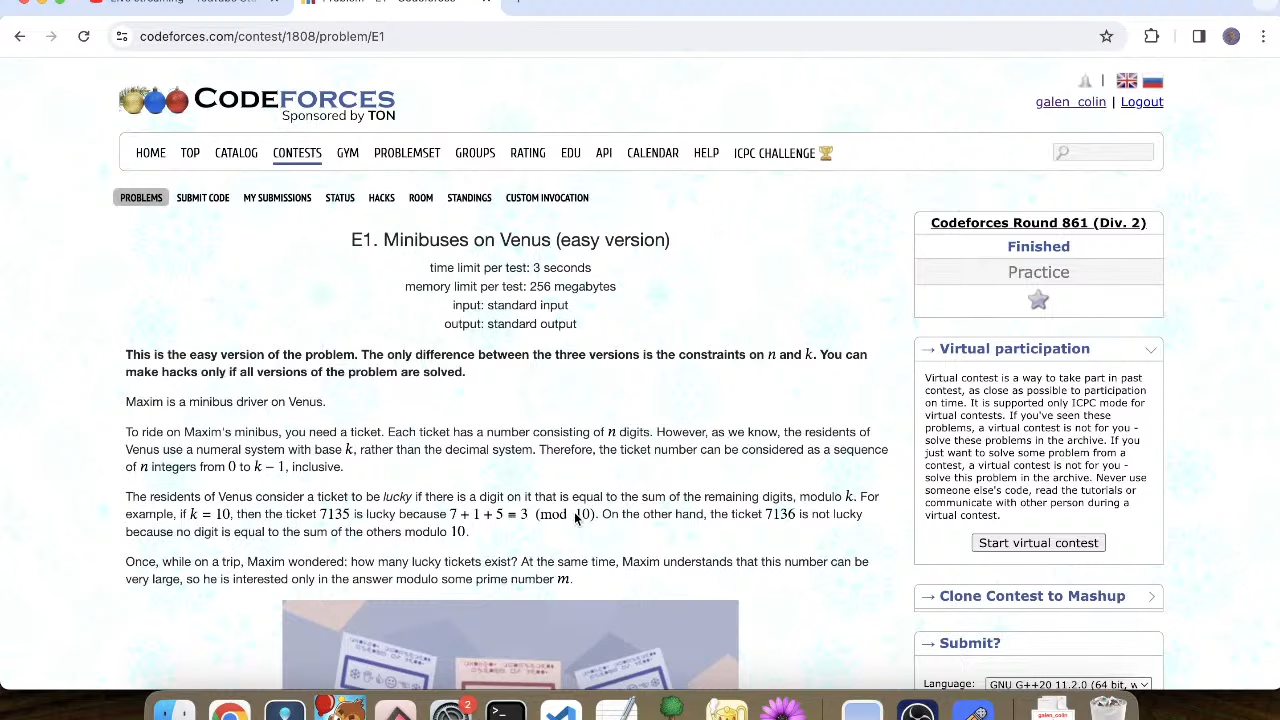 codeforces.com/contest/1808/problem/E1
CODEFORCES
Sponsored by TON
galen_colin | Logout
HOME TOP CATALOG CONTESTS GYM PROBLEMSET GROUPS RATING EDU API CALENDAR HELP ICPC CHALLENGE
PROBLEMS SUBMIT CODE MY SUBMISSIONS STATUS HACKS ROOM STANDINGS CUSTOM INVOCATION
E1. Minibuses on Venus (easy version)
time limit per test: 3 seconds
memory limit per test: 256 megabytes
input: standard input
output: standard output
This is the easy version of the problem. The only difference between the three versions is the constraints on n and k. You can
make hacks only if all versions of the problem are solved.
Maxim is a minibus driver on Venus.
To ride on Maxim's minibus, you need a ticket. Each ticket has a number consisting of n digits. However, as we know, the residents of
Venus use a numeral system with base k, rather than the decimal system. Therefore, the ticket number can be considered as a sequence
of n integers from 0 to k − 1, inclusive.
The residents of Venus consider a ticket to be lucky if there is a digit on it that is equal to the sum of the remaining digits, modulo k. For
example, if k = 10, then the ticket 7135 is lucky because 7 + 1 + 5 ≡ 3 (mod 10). On the other hand, the ticket 7136 is not lucky
because no digit is equal to the sum of the others modulo 10.
Once, while on a trip, Maxim wondered: how many lucky tickets exist? At the same time, Maxim understands that this number can be
very large, so he is interested only in the answer modulo some prime number m.
Codeforces Round 861 (Div. 2)
Finished
Practice
→ Virtual participation
Virtual contest is a way to take part in past
contest, as close as possible to participation
on time. It is supported only ICPC mode for
virtual contests. If you've seen these
problems, a virtual contest is not for you -
solve these problems in the archive. If you
just want to solve some problem from a
contest, a virtual contest is not for you -
solve this problem in the archive. Never use
someone else's code, read the tutorials or
communicate with other person during a
virtual contest.
Start virtual contest
→ Clone Contest to Mashup
→ Submit?
Language: GNU G++20 11.2.0 (64 bit, w
2
galen_colin